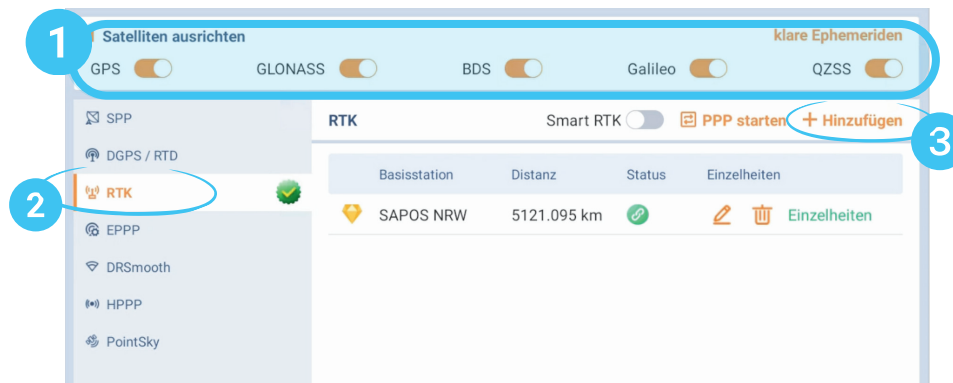 1
Satelliten ausrichten klare Ephemeriden
GPS GLONASS BDS Galileo QZSS
SPP
DGPS / RTD
2
RTK
EPPP
DRSmooth
HPPP
PointSky
RTK Smart RTK PPP starten + Hinzufügen
3
Basisstation Distanz Status Einzelheiten
SAPOS NRW 5121.095 km Einzelheiten